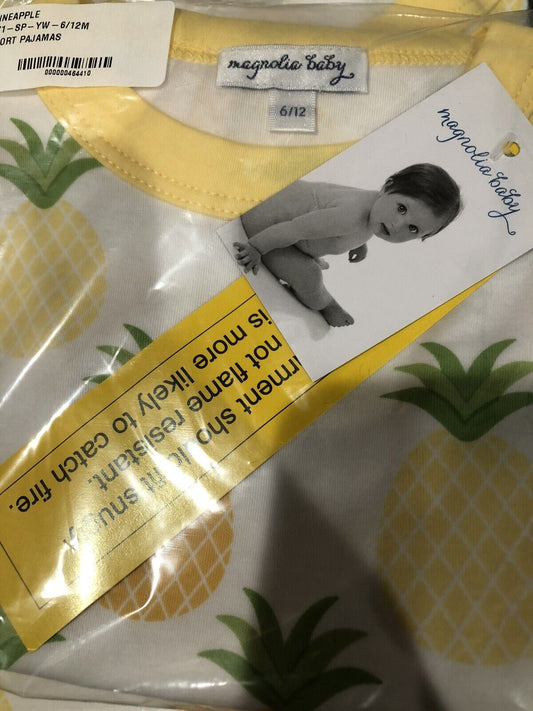 INEAPPLE
1-SP-YW-6/12M
ORT PAJAMAS
000000464410
magnolia baby
6/12
magnolia baby
rment should fit snug
not flame resistant.
is more likely to catch fire.